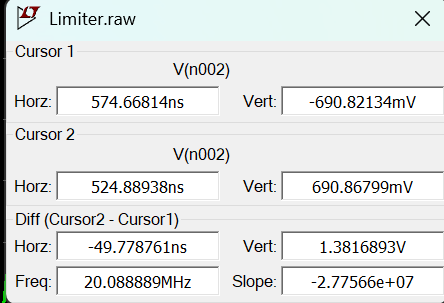 Limiter.raw
Cursor 1
V(n002)
Horz: 574.66814ns Vert: -690.82134mV
Cursor 2
V(n002)
Horz: 524.88938ns Vert: 690.86799mV
Diff (Cursor2 - Cursor1)
Horz: -49.778761ns Vert: 1.3816893V
Freq: 20.088889MHz Slope: -2.77566e+07